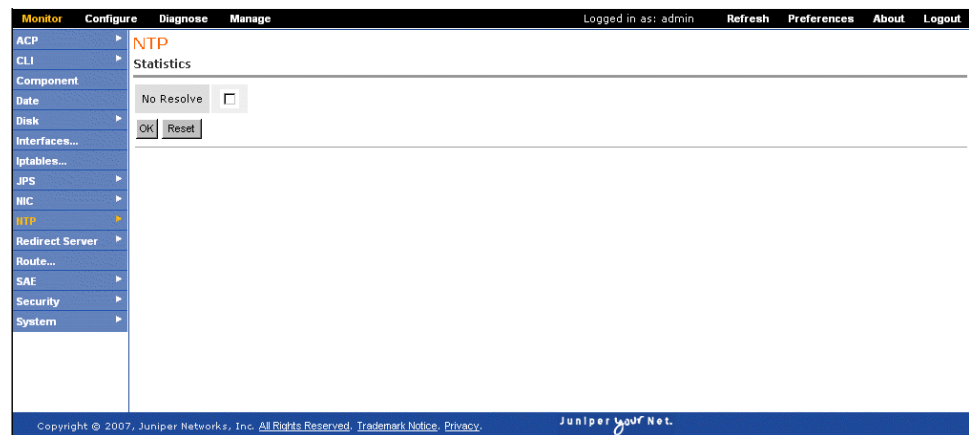 Monitor Configure Diagnose Manage Logged in as: admin Refresh Preferences About Logout
ACP
CLI
Component
Date
Disk
Interfaces...
Iptables...
JPS
NIC
NTP
Redirect Server
Route...
SAE
Security
System
NTP
Statistics
No Resolve
OK Reset
Copyright © 2007, Juniper Networks, Inc. All Rights Reserved. Trademark Notice. Privacy.
Juniper your Net.